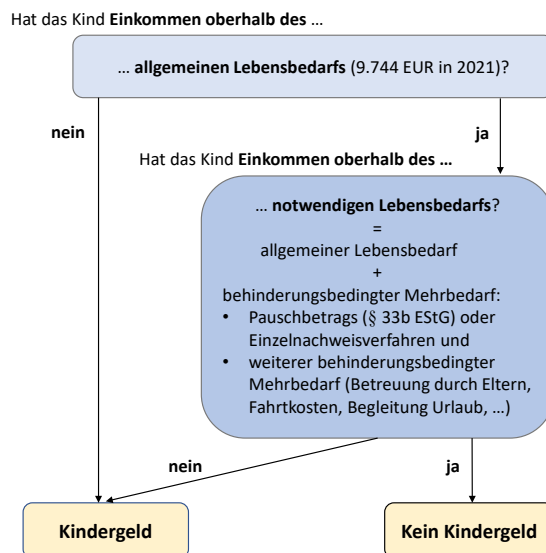 Hat das Kind Einkommen oberhalb des ...
... allgemeinen Lebensbedarfs (9.744 EUR in 2021)?
nein
ja
Hat das Kind Einkommen oberhalb des ...
... notwendigen Lebensbedarfs?
=
allgemeiner Lebensbedarf
+
behinderungsbedingter Mehrbedarf:
• Pauschbetrags (§ 33b EStG) oder
Einzelnachweisverfahren und
• weiterer behinderungsbedingter
Mehrbedarf (Betreuung durch Eltern,
Fahrtkosten, Begleitung Urlaub, ...)
nein
ja
Kindergeld
Kein Kindergeld